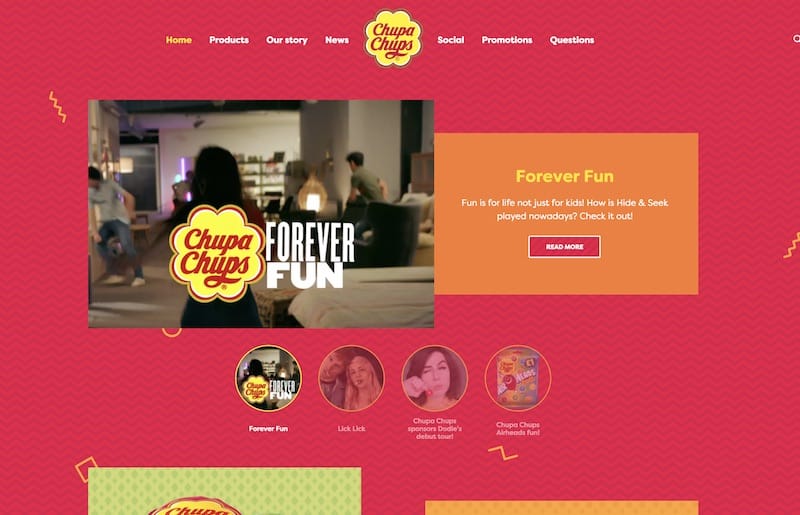 Home Products Our story News Chupa Chups Social Promotions Questions
Chupa
Chups
FOREVER
FUN
Forever Fun
Fun is for life not just for kids! How is Hide & Seek
played nowadays? Check it out!
READ MORE
Chupa
Chups
FOREVER
FUN
Forever Fun
Lick Lick
Chupa Chups
sponsors Dodie's
debut tour!
Chupa Chups
Airheads fun!
Chupa